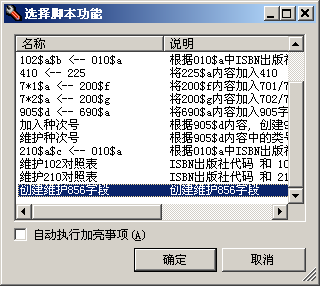 选择脚本功能
名称 说明
102$a$b <-- 010$a 根据010$a中ISBN出版社
410 <-- 225 将225$a内容加入410
7*1$a <-- 200$f 将200$f内容加入701/7
7*2$a <-- 200$g 将200$g内容加入702/7
905$d <-- 690$a 将690$a内容加入905字
加入种次号 根据905$d内容, 创建9
维护种次号 根据905$d内容中的类号
210$a$c <-- 010$a 根据010$a中ISBN出版社
维护102对照表 ISBN出版社代码 和 10
维护210对照表 ISBN出版社代码 和 21
创建维护856字段 创建维护856字段
自动执行加亮事项(A)
确定 取消